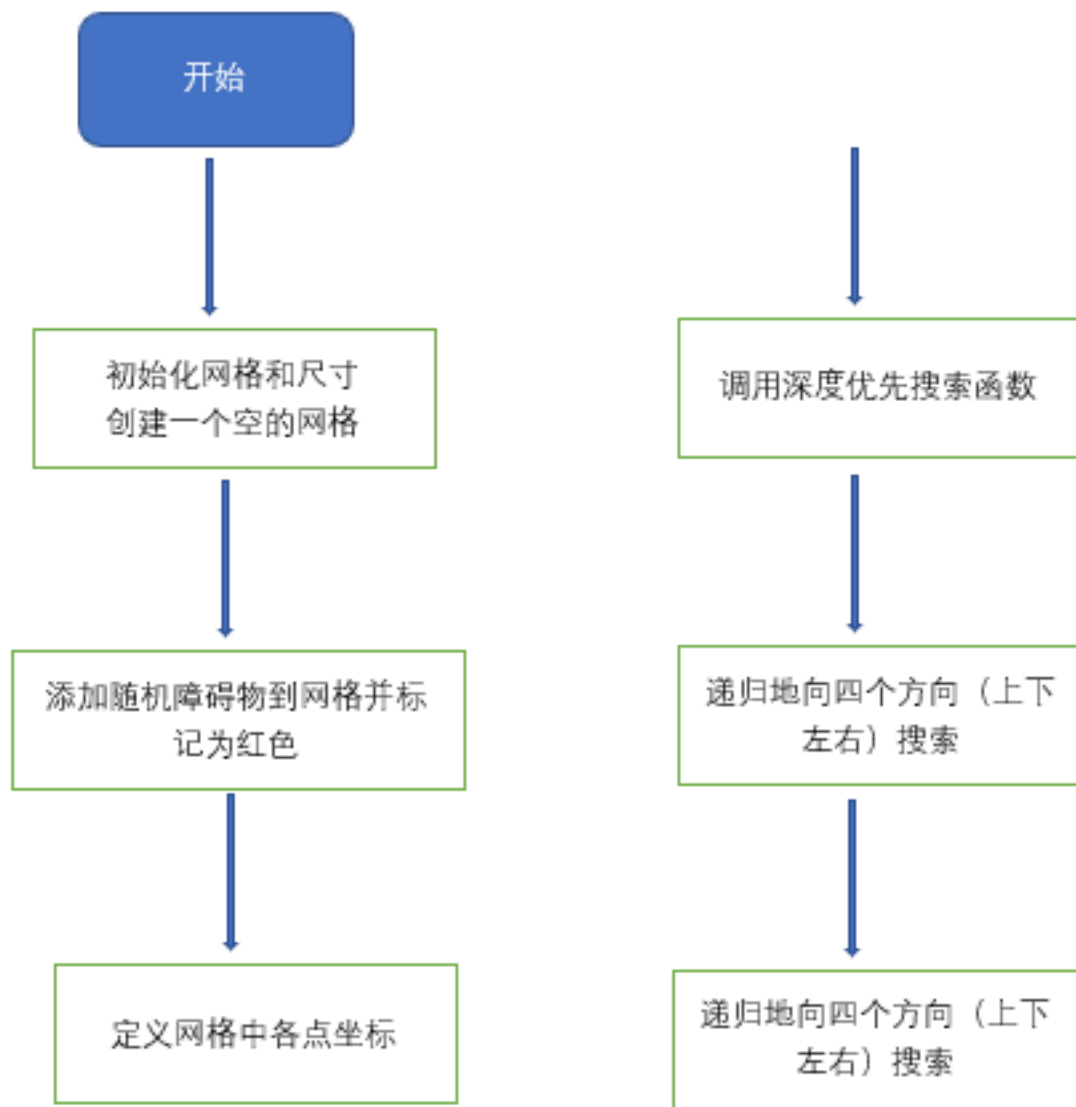 开始
初始化网格和尺寸
创建一个空的网格
添加随机障碍物到网格并标
记为红色
定义网格中各点坐标
调用深度优先搜索函数
递归地向四个方向（上下
左右）搜索
递归地向四个方向（上下
左右）搜索